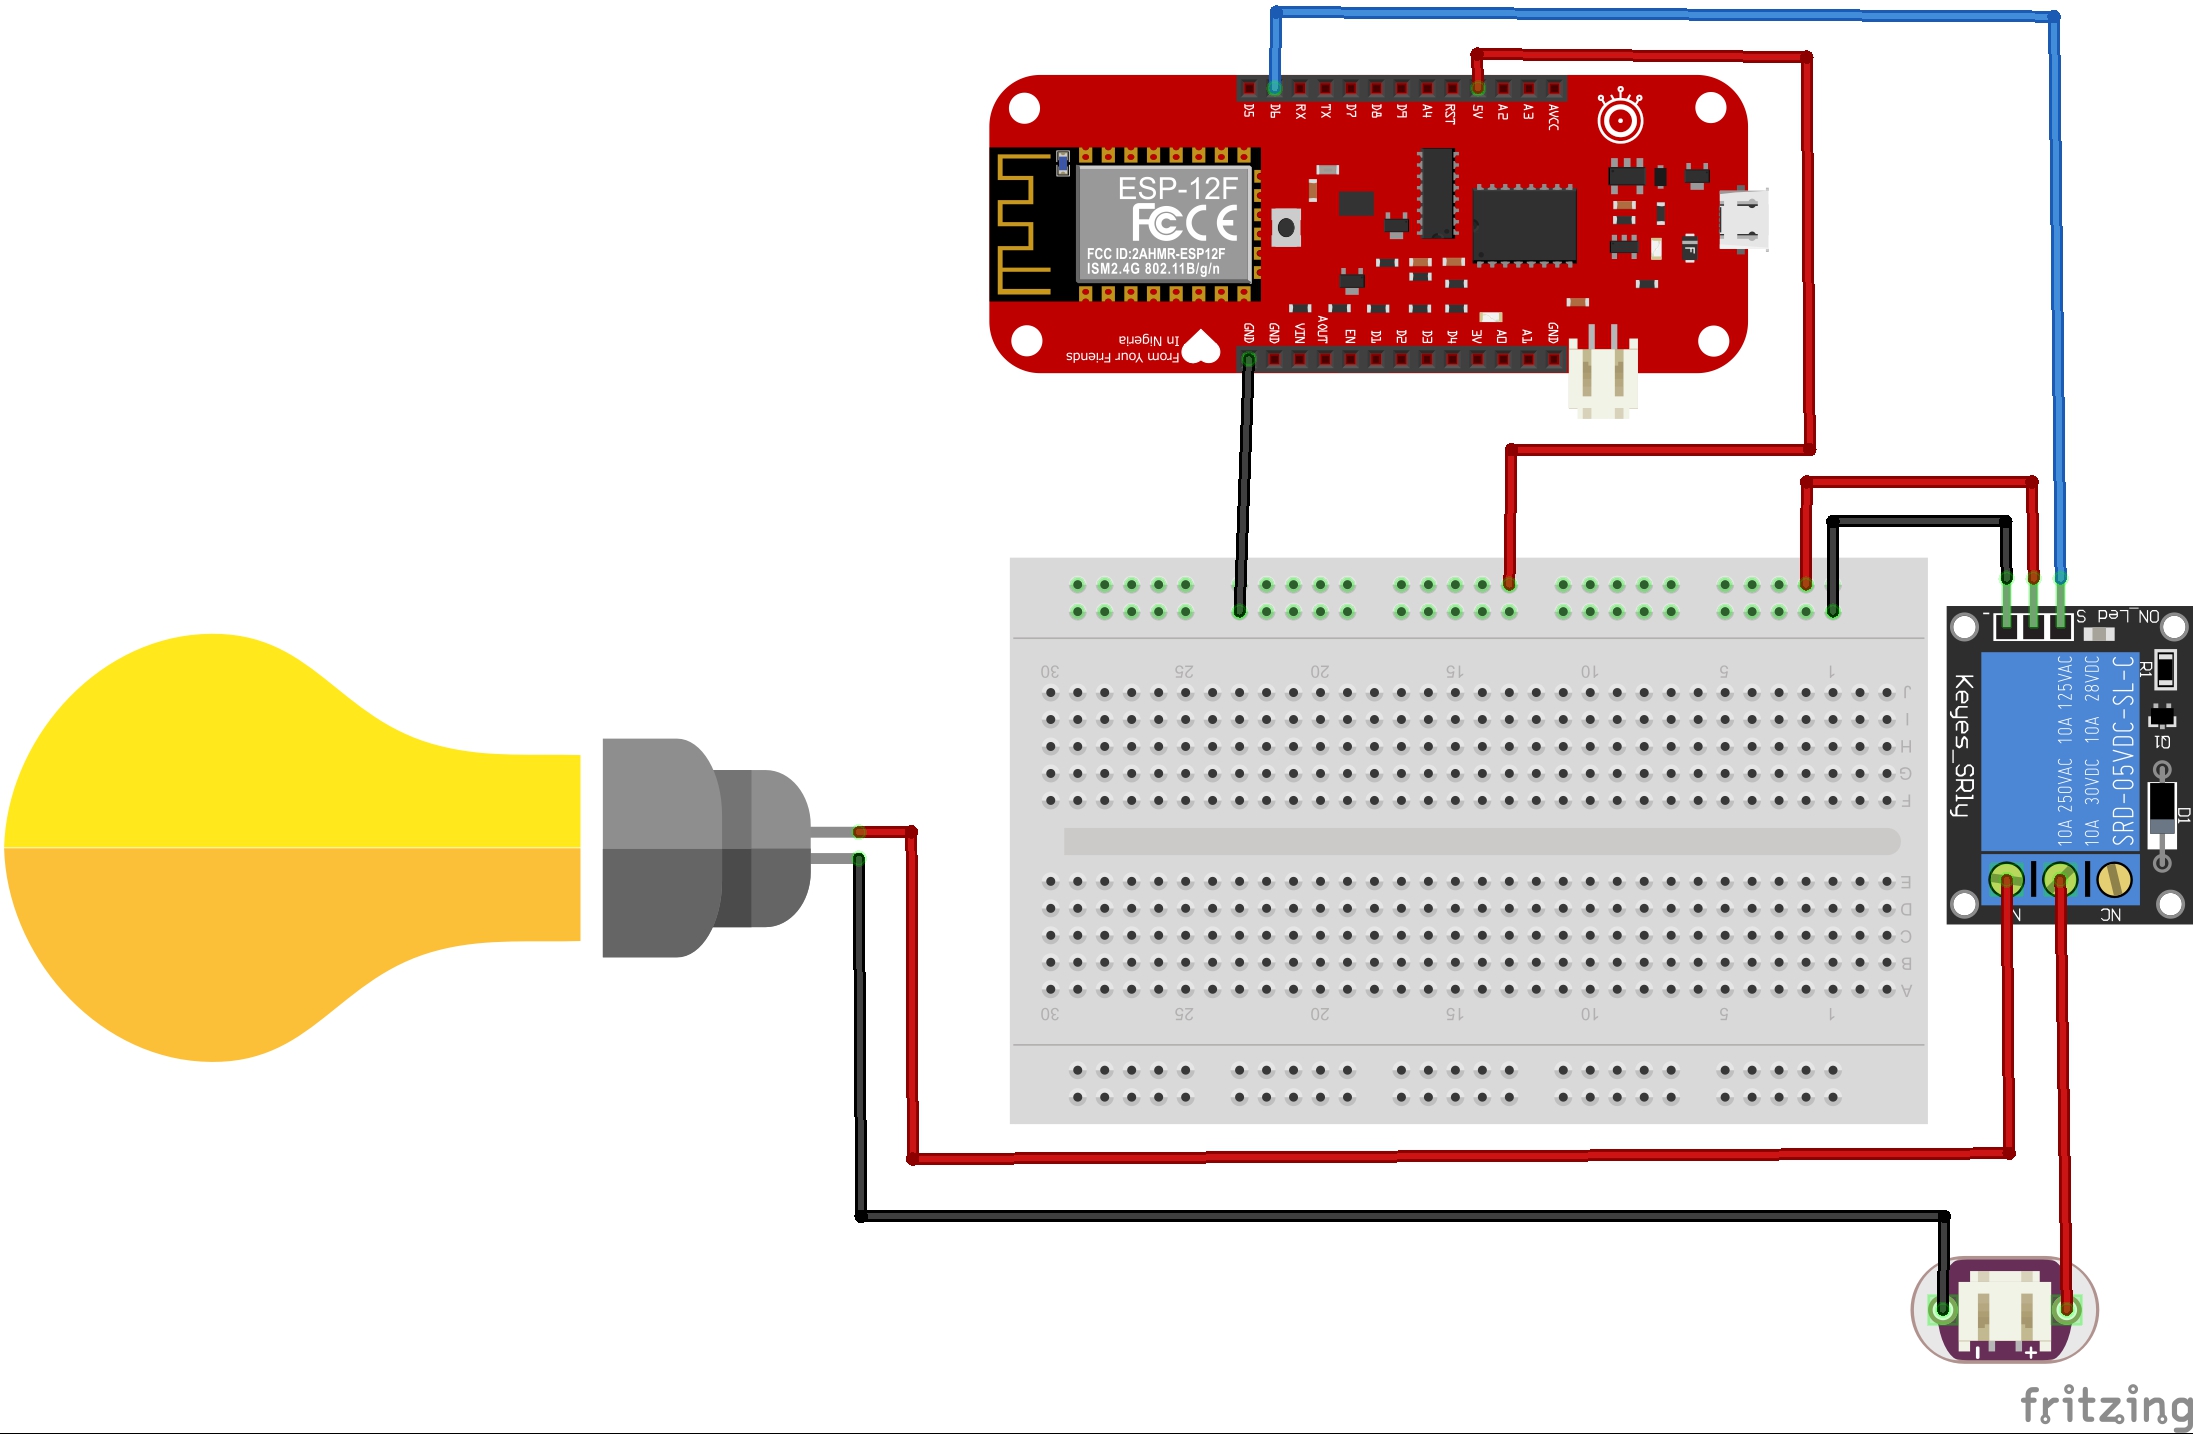 D5 D6 RX TX D7 D8 D9 A4 RST 5V A2 A3 AVCC
ESP-12F
FC CE
FCC ID:2AHMR-ESP12F
ISM2.4G 802.11B/g/n
F
GND GND VIN AOUT EN D1 D2 D3 D4 3V A0 A1 GND
From Your Friends
In Nigeria
30 25 20 15 10 5 1
J
I
H
G
F
E
D
C
B
A
30 25 20 15 10 5 1
- S ON_Led
Keyes_SRly
10A 250VAC 10A 125VAC
10A 30VDC 10A 28VDC
SRD-05VDC-SL-C
R1
Q1
D1
N NC
- +
fritzing